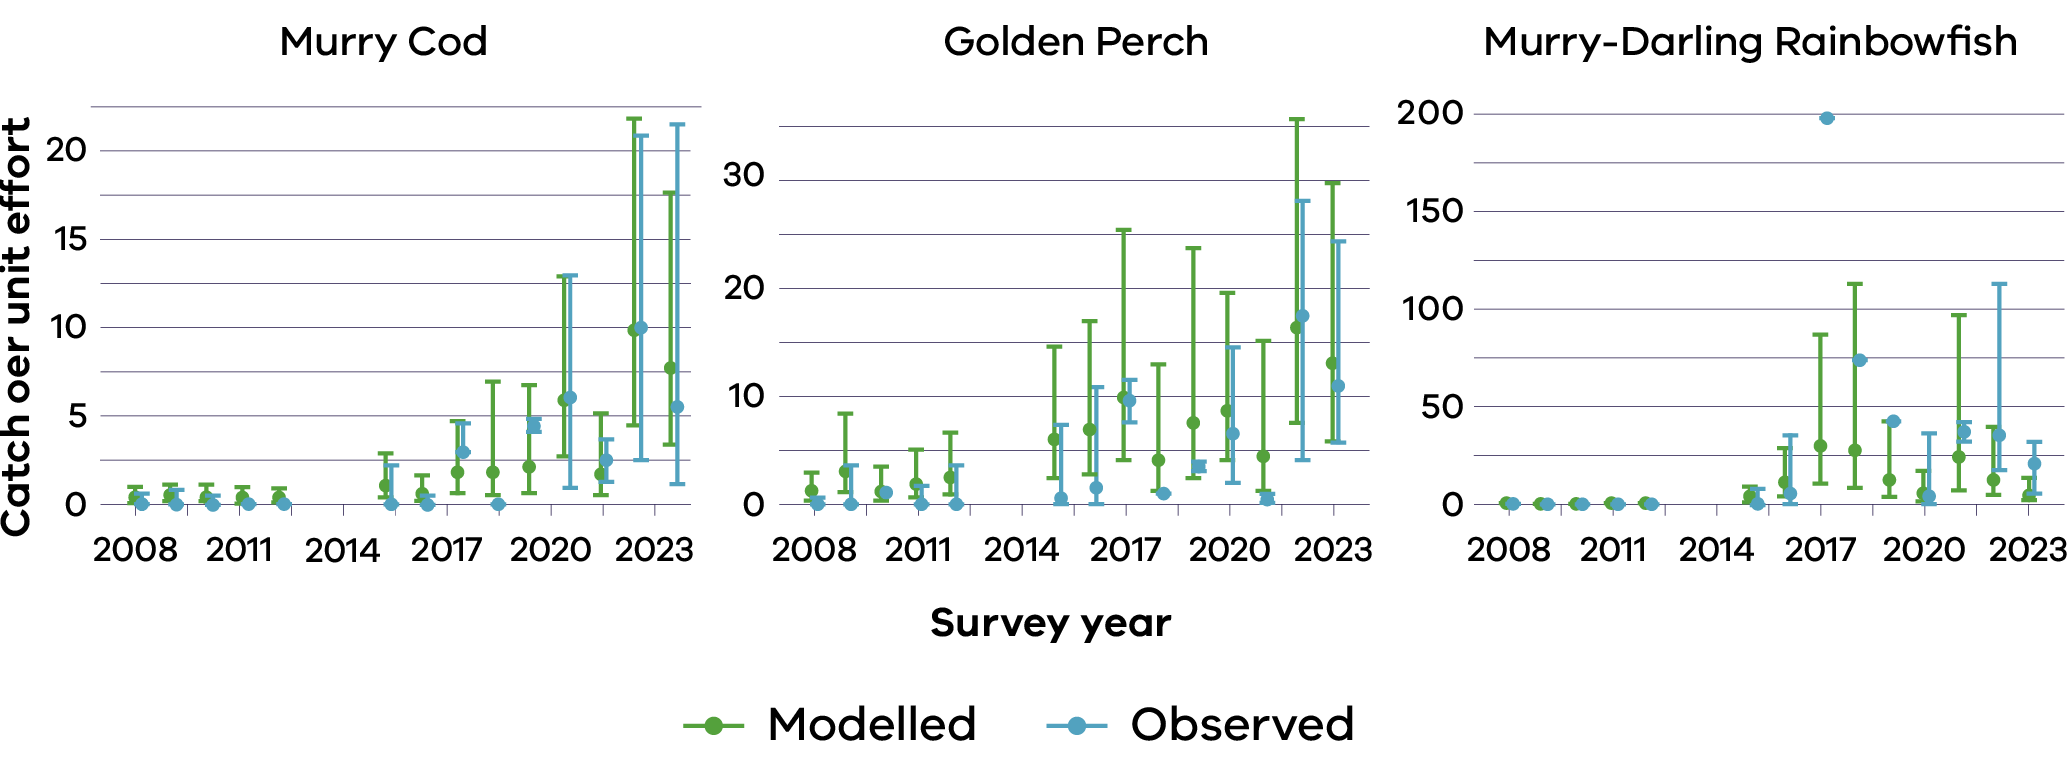 Murry Cod
Golden Perch
Murry-Darling Rainbowfish
Catch oer unit effort
20
15
10
5
0
2008 2011 2014 2017 2020 2023
30
20
10
0
2008 2011 2014 2017 2020 2023
200
150
100
50
0
2008 2011 2014 2017 2020 2023
Survey year
Modelled Observed